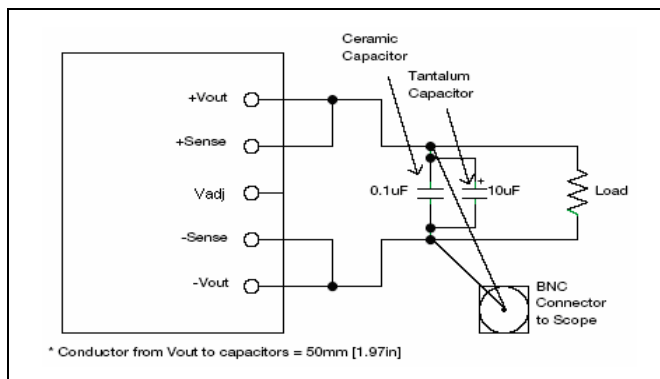 Ceramic
Capacitor
Tantalum
Capacitor
+Vout
+Sense
Vadj
-Sense
-Vout
0.1uF
+
10uF
Load
BNC
Connector
to Scope
* Conductor from Vout to capacitors = 50mm [1.97in]